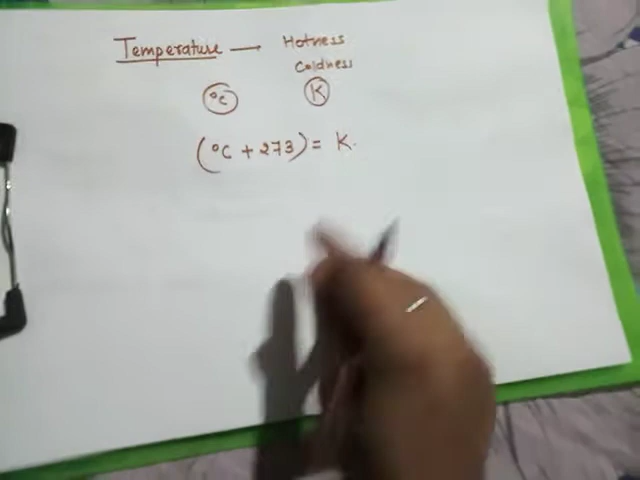 Temperature — Hotness
Coldness
°C K
(°C + 273) = K.